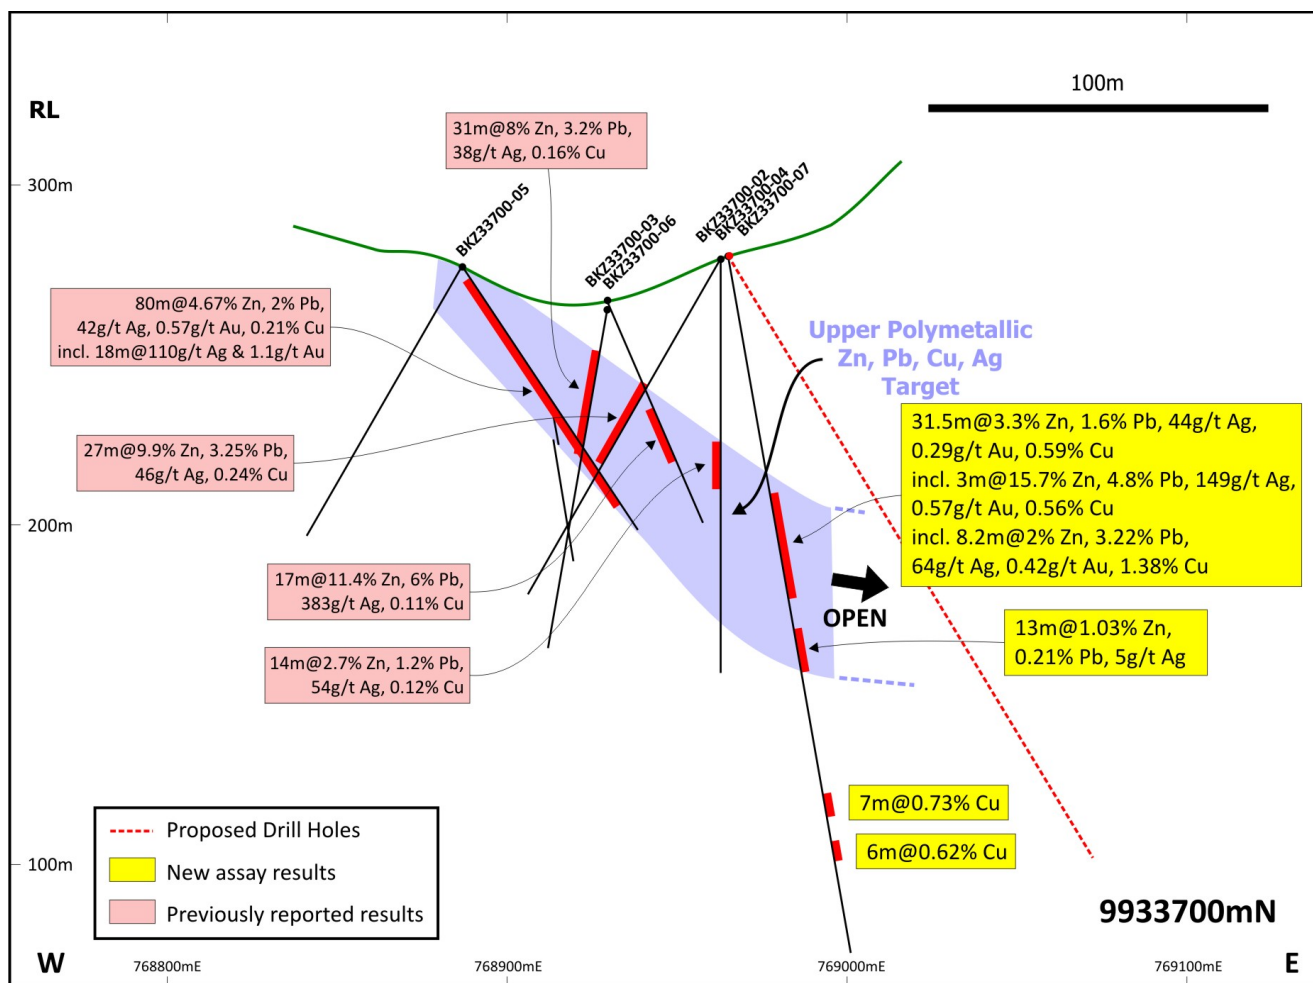 100m
RL
31m@8% Zn, 3.2% Pb,
38g/t Ag, 0.16% Cu
300m
BKZ33700-05
BKZ33700-03
BKZ33700-06
BKZ33700-02
BKZ33700-04
BKZ33700-07
80m@4.67% Zn, 2% Pb,
42g/t Ag, 0.57g/t Au, 0.21% Cu
incl. 18m@110g/t Ag & 1.1g/t Au
Upper Polymetallic
Zn, Pb, Cu, Ag
Target
31.5m@3.3% Zn, 1.6% Pb, 44g/t Ag,
0.29g/t Au, 0.59% Cu
incl. 3m@15.7% Zn, 4.8% Pb, 149g/t Ag,
0.57g/t Au, 0.56% Cu
incl. 8.2m@2% Zn, 3.22% Pb,
64g/t Ag, 0.42g/t Au, 1.38% Cu
27m@9.9% Zn, 3.25% Pb,
46g/t Ag, 0.24% Cu
200m
17m@11.4% Zn, 6% Pb,
383g/t Ag, 0.11% Cu
OPEN
13m@1.03% Zn,
0.21% Pb, 5g/t Ag
14m@2.7% Zn, 1.2% Pb,
54g/t Ag, 0.12% Cu
7m@0.73% Cu
6m@0.62% Cu
100m
Proposed Drill Holes
New assay results
Previously reported results
9933700mN
W
768800mE
768900mE
769000mE
769100mE
E